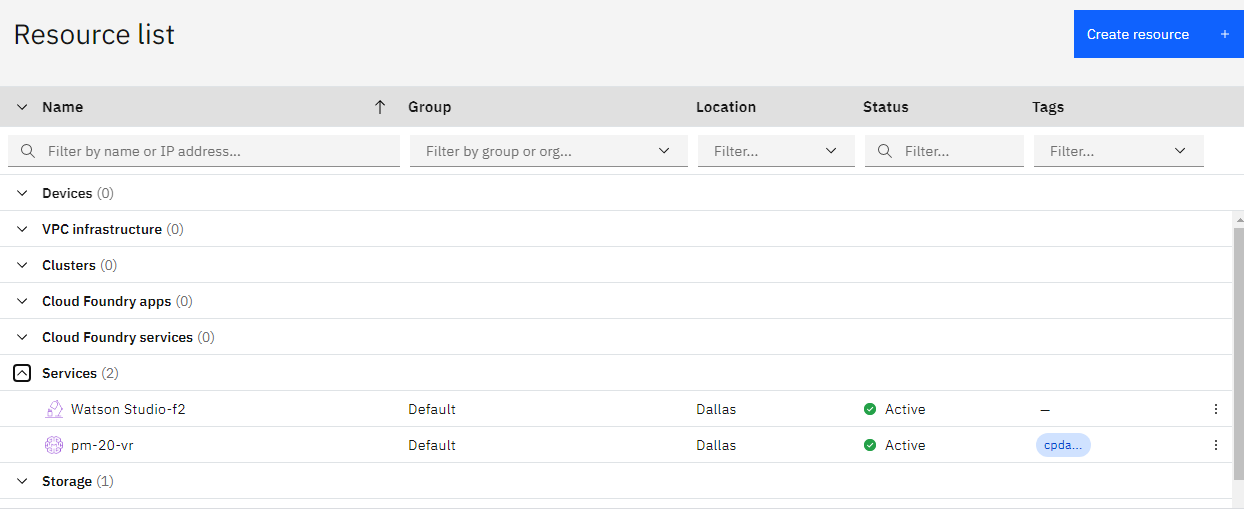 Resource list
Create resource +
Name Group Location Status Tags
Filter by name or IP address... Filter by group or org... Filter... Filter... Filter...
Devices (0)
VPC infrastructure (0)
Clusters (0)
Cloud Foundry apps (0)
Cloud Foundry services (0)
Services (2)
Watson Studio-f2 Default Dallas Active –
pm-20-vr Default Dallas Active cpda...
Storage (1)